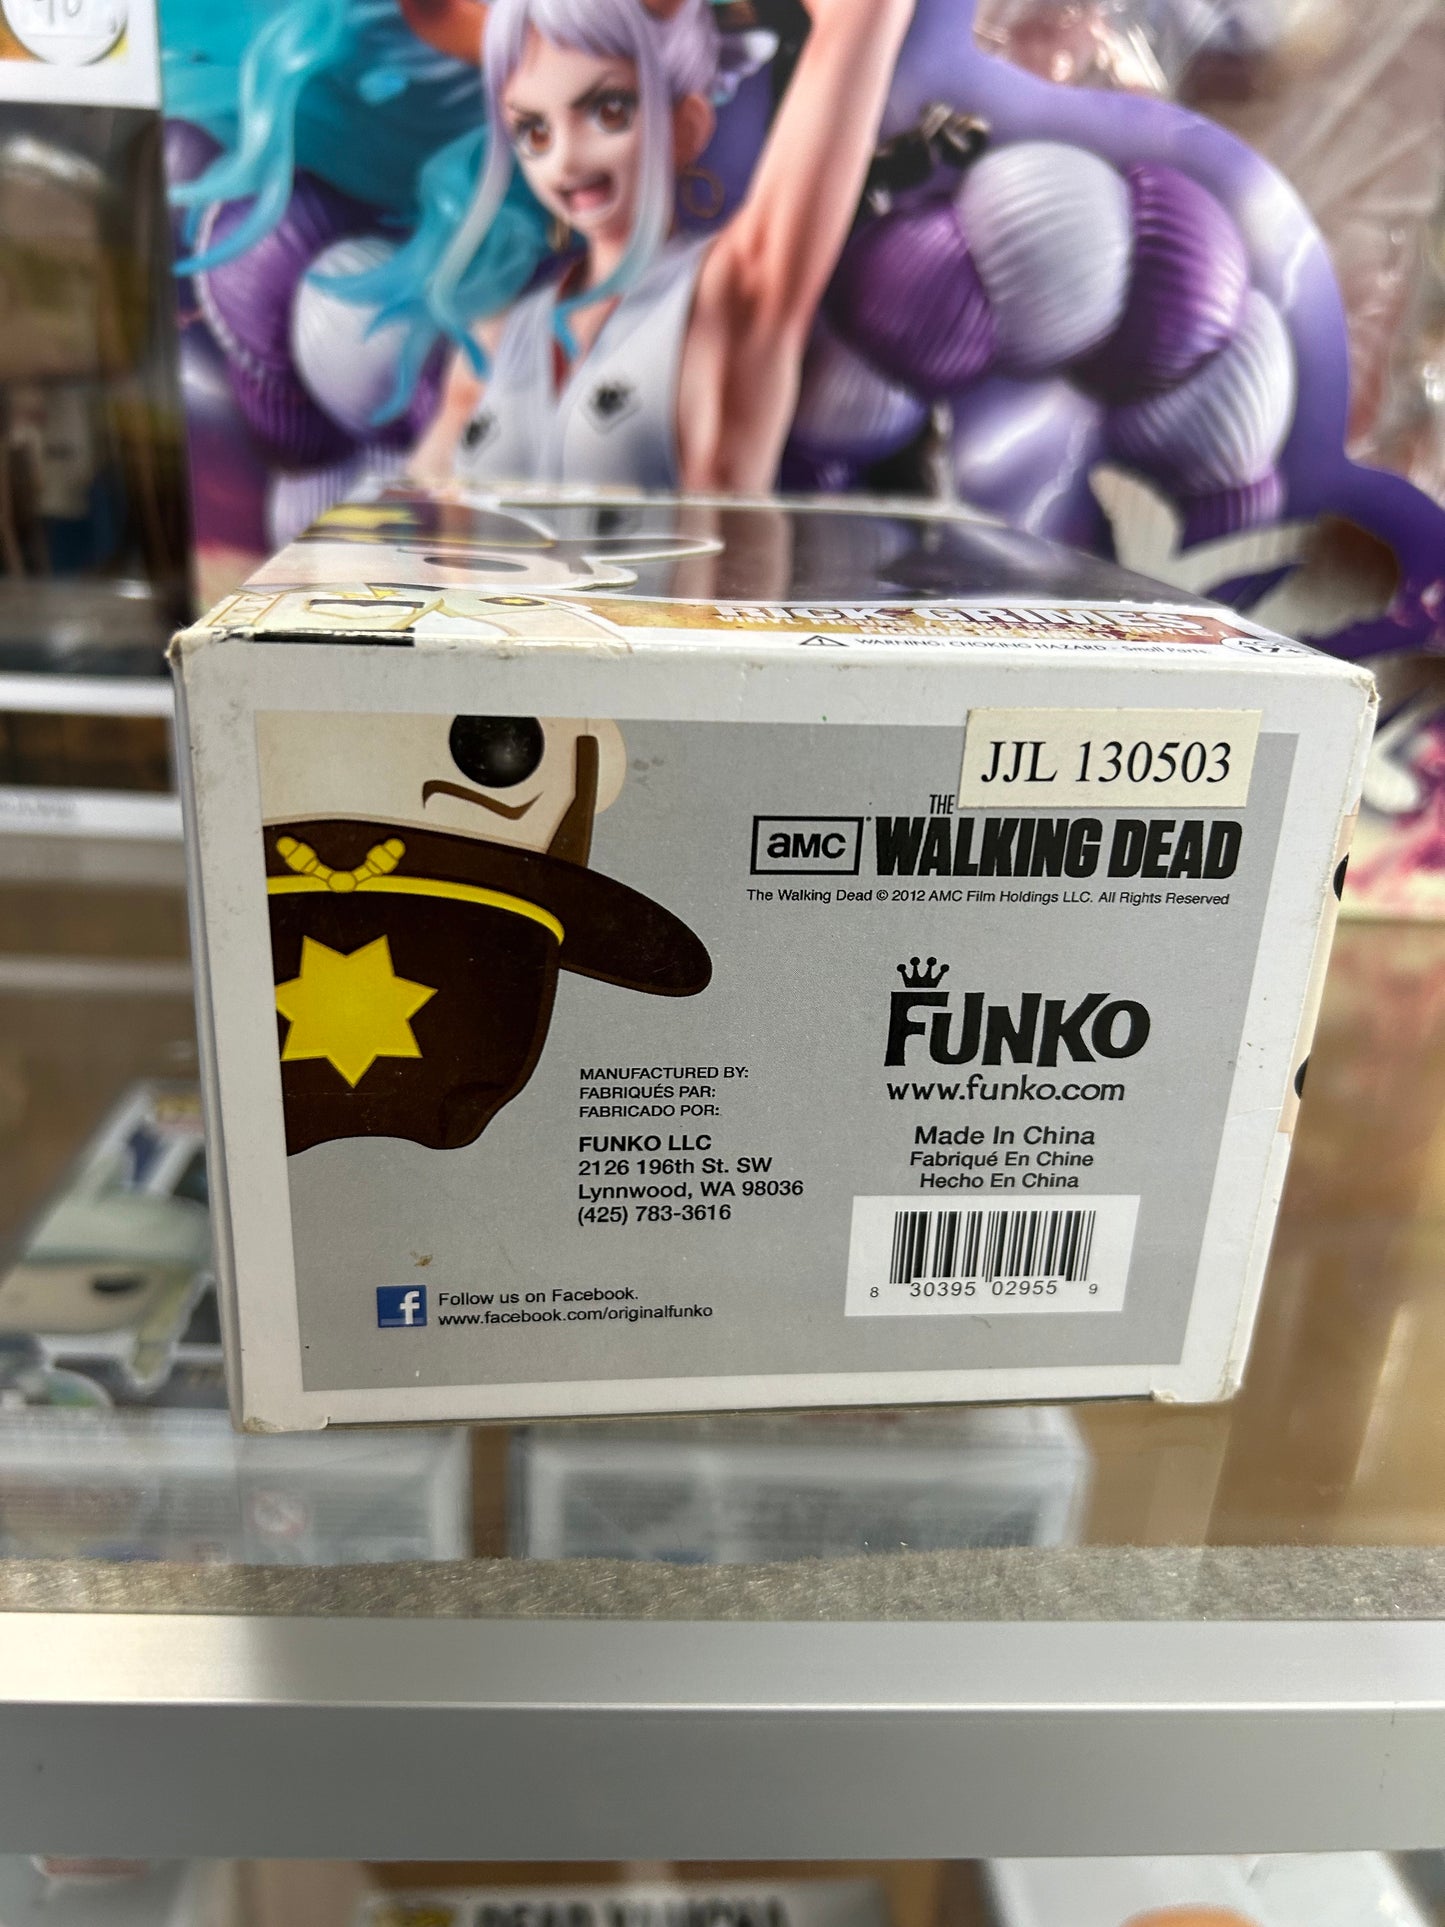 RICK GRIMES
WARNING: CHOKING HAZARD - Small Parts
JJL 130503
aMC
THE
WALKING DEAD
The Walking Dead © 2012 AMC Film Holdings LLC. All Rights Reserved
FUNKO
www.funko.com
MANUFACTURED BY:
FABRIQUÉS PAR:
FABRICADO POR:
FUNKO LLC
2126 196th St. SW
Lynnwood, WA 98036
(425) 783-3616
Made In China
Fabriqué En Chine
Hecho En China
8 30395 02955 9
f
Follow us on Facebook.
www.facebook.com/originalfunko